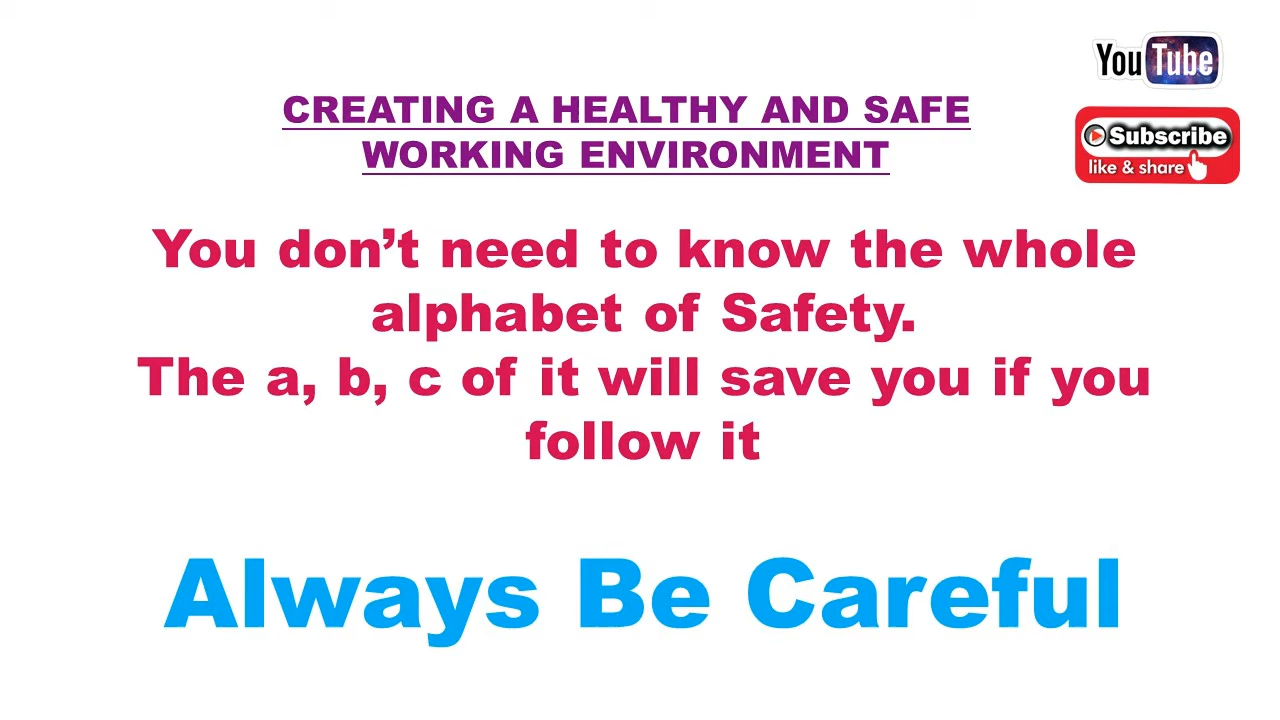 YouTube
CREATING A HEALTHY AND SAFE
Subscribe
WORKING ENVIRONMENT
like & share
You don’t need to know the whole
alphabet of Safety.
The a, b, c of it will save you if you
follow it
Always Be Careful